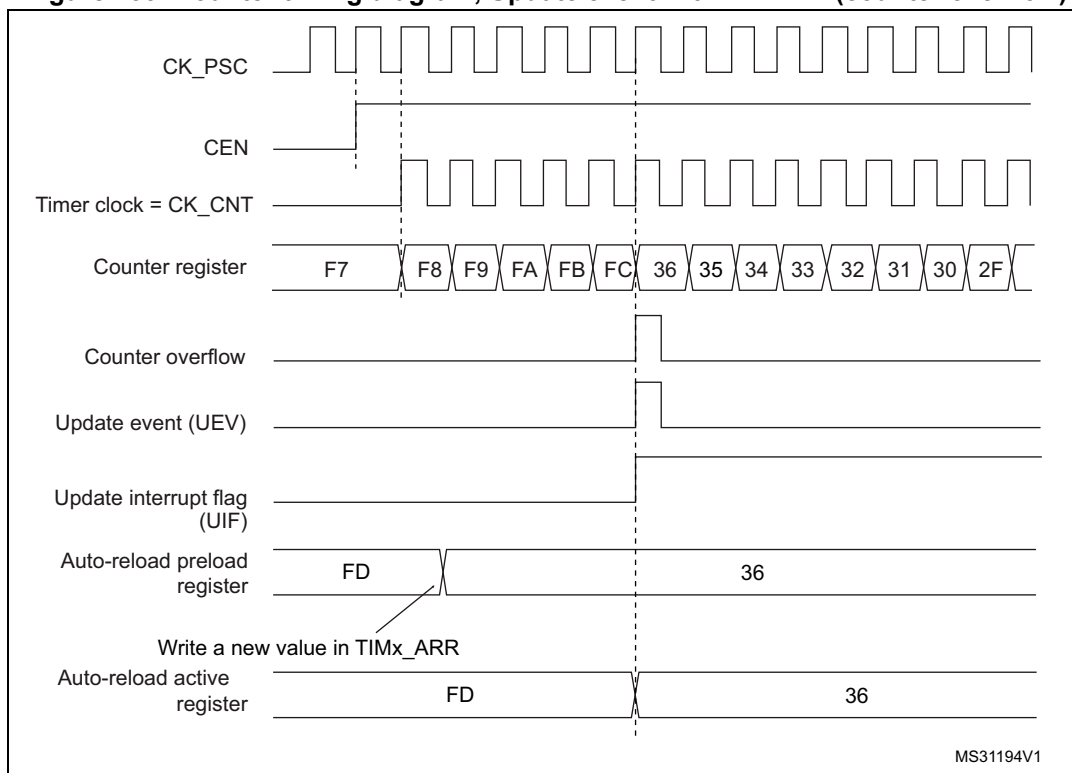 CK_PSC
CEN
Timer clock = CK_CNT
Counter register
F7 F8 F9 FA FB FC 36 35 34 33 32 31 30 2F
Counter overflow
Update event (UEV)
Update interrupt flag
(UIF)
Auto-reload preload
register
FD 36
Write a new value in TIMx_ARR
Auto-reload active
register
FD 36
MS31194V1